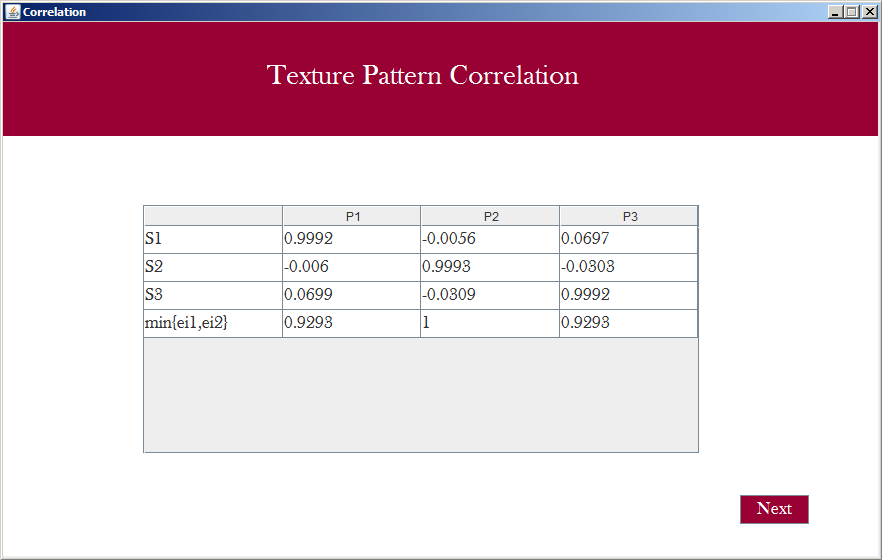 Correlation
Texture Pattern Correlation
P1 P2 P3
S1 0.9992 -0.0056 0.0697
S2 -0.006 0.9993 -0.0303
S3 0.0699 -0.0309 0.9992
min{ei1,ei2} 0.9293 1 0.9293
Next